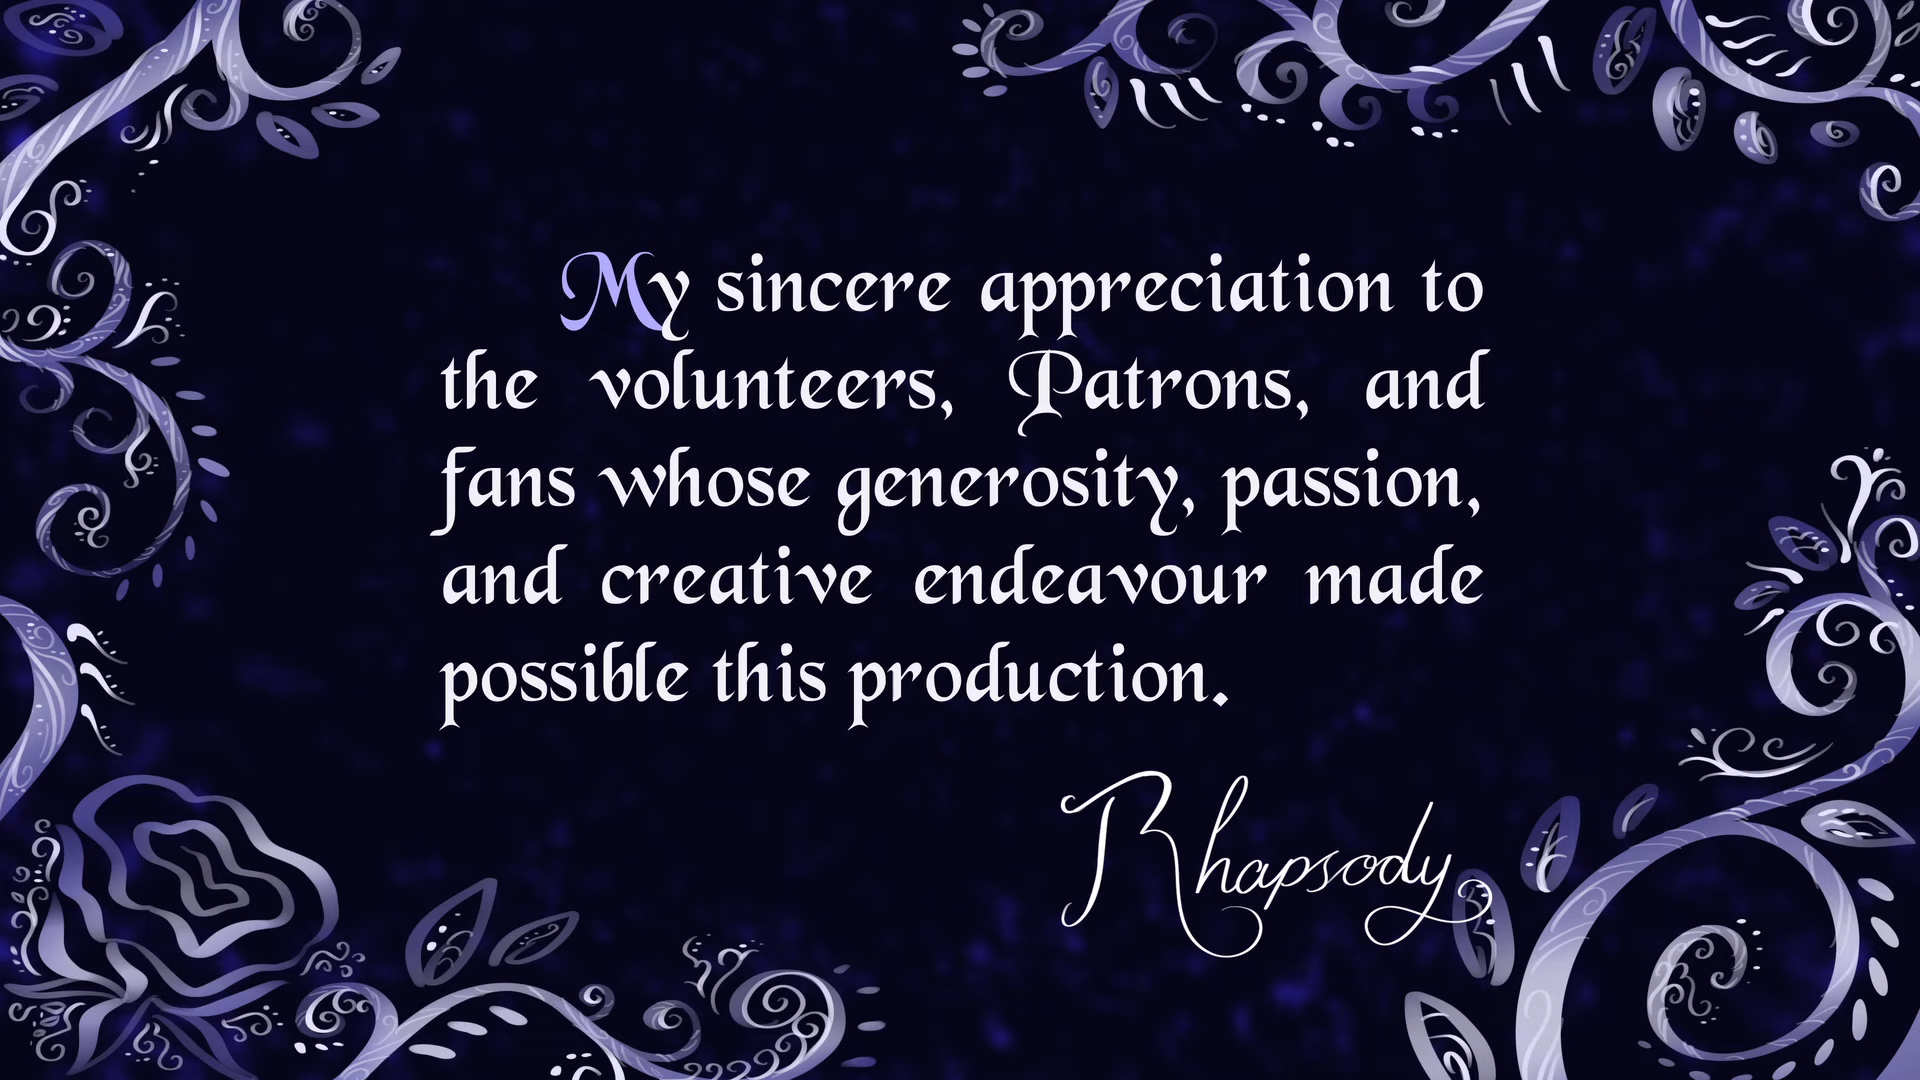 My sincere appreciation to
the volunteers, Patrons, and
fans whose generosity, passion,
and creative endeavour made
possible this production.
Rhapsody